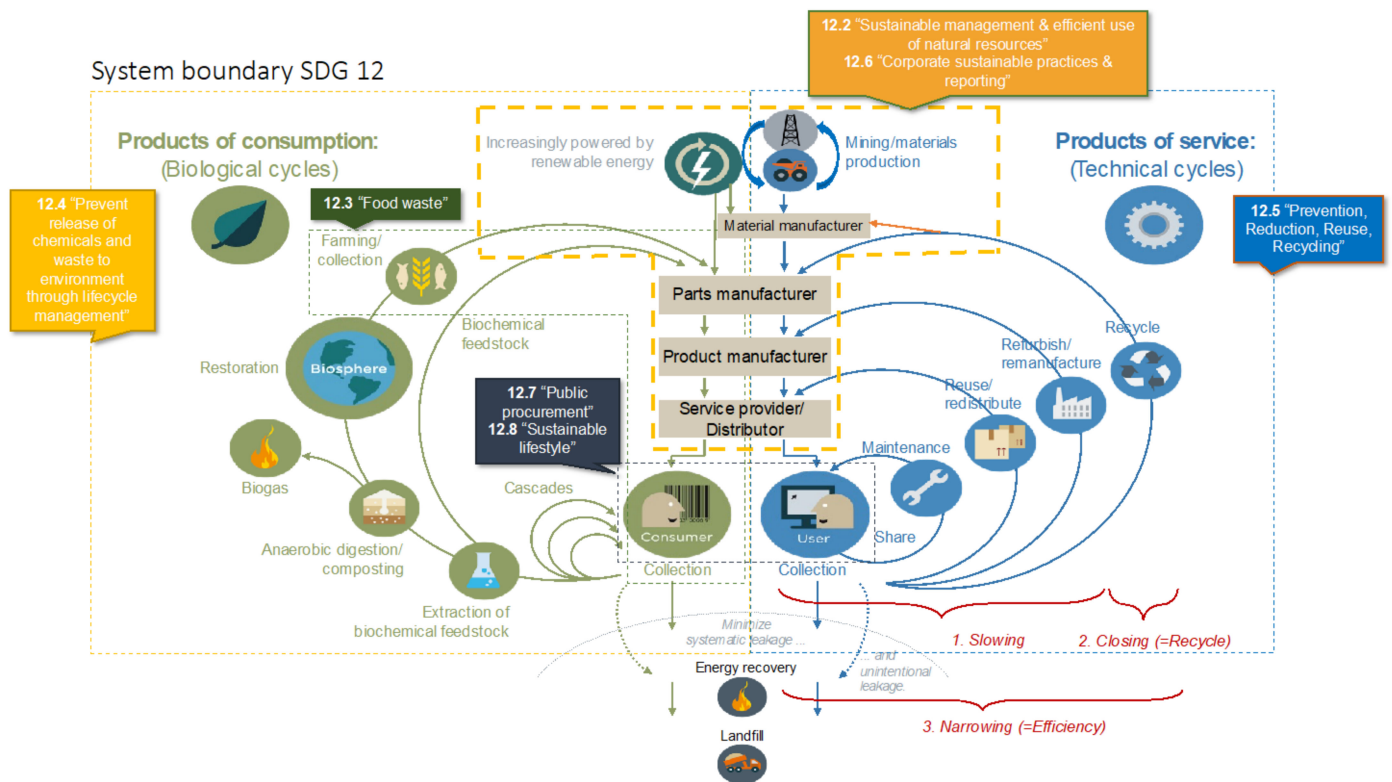 12.2 “Sustainable management & efficient use
of natural resources”
12.6 “Corporate sustainable practices &
reporting”
System boundary SDG 12
Products of consumption:
(Biological cycles)
Increasingly powered by
renewable energy
Mining/materials
production
Products of service:
(Technical cycles)
12.4 “Prevent
release of
chemicals and
waste to
environment
through lifecycle
management”
12.3 “Food waste”
12.5 “Prevention,
Reduction, Reuse,
Recycling”
Farming/
collection
Material manufacturer
Parts manufacturer
Biochemical
feedstock
Recycle
Refurbish/
remanufacture
Restoration
Biosphere
Product manufacturer
Reuse/
redistribute
12.7 “Public
procurement”
12.8 “Sustainable
lifestyle”
Service provider/
Distributor
Maintenance
Biogas
Cascades
Consumer
User
Share
Anaerobic digestion/
composting
Collection
Collection
Extraction of
biochemical feedstock
Minimize
systematic leakage ...
1. Slowing
2. Closing (=Recycle)
... and
unintentional
leakage.
Energy recovery
3. Narrowing (=Efficiency)
Landfill